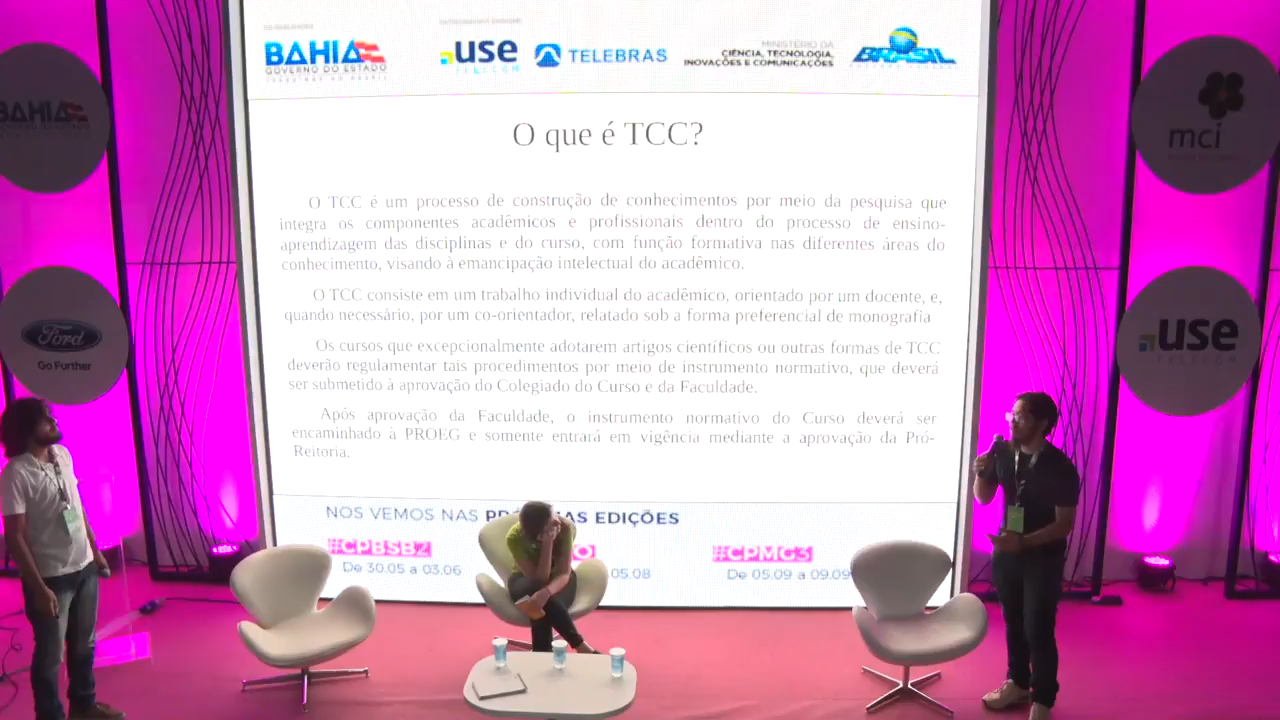 BAHIA
GOVERNO DO ESTADO
use
TELECOM
TELEBRAS
MINISTÉRIO DA
CIÊNCIA, TECNOLOGIA,
INOVAÇÕES E COMUNICAÇÕES
BRASIL
BAHIA
mci
Ford
Go Further
use
TELECOM
O que é TCC?
O TCC é um processo de construção de conhecimentos por meio da pesquisa que
integra os componentes acadêmicos e profissionais dentro do processo de ensino-
aprendizagem das disciplinas e do curso, com função formativa nas diferentes áreas do
conhecimento, visando à emancipação intelectual do acadêmico.
O TCC consiste em um trabalho individual do acadêmico, orientado por um docente, e,
quando necessário, por um co-orientador, relatado sob a forma preferencial de monografia
Os cursos que excepcionalmente adotarem artigos científicos ou outras formas de TCC
deverão regulamentar tais procedimentos por meio de instrumento normativo, que deverá
ser submetido à aprovação do Colegiado do Curso e da Faculdade.
Após aprovação da Faculdade, o instrumento normativo do Curso deverá ser
encaminhado à PROEG e somente entrará em vigência mediante a aprovação da Pró-
Reitoria.
NOS VEMOS NAS EDIÇÕES
#CPBSB2
De 30.05 a 03.06
05.08
#CPMG3
De 05.09 a 09.09